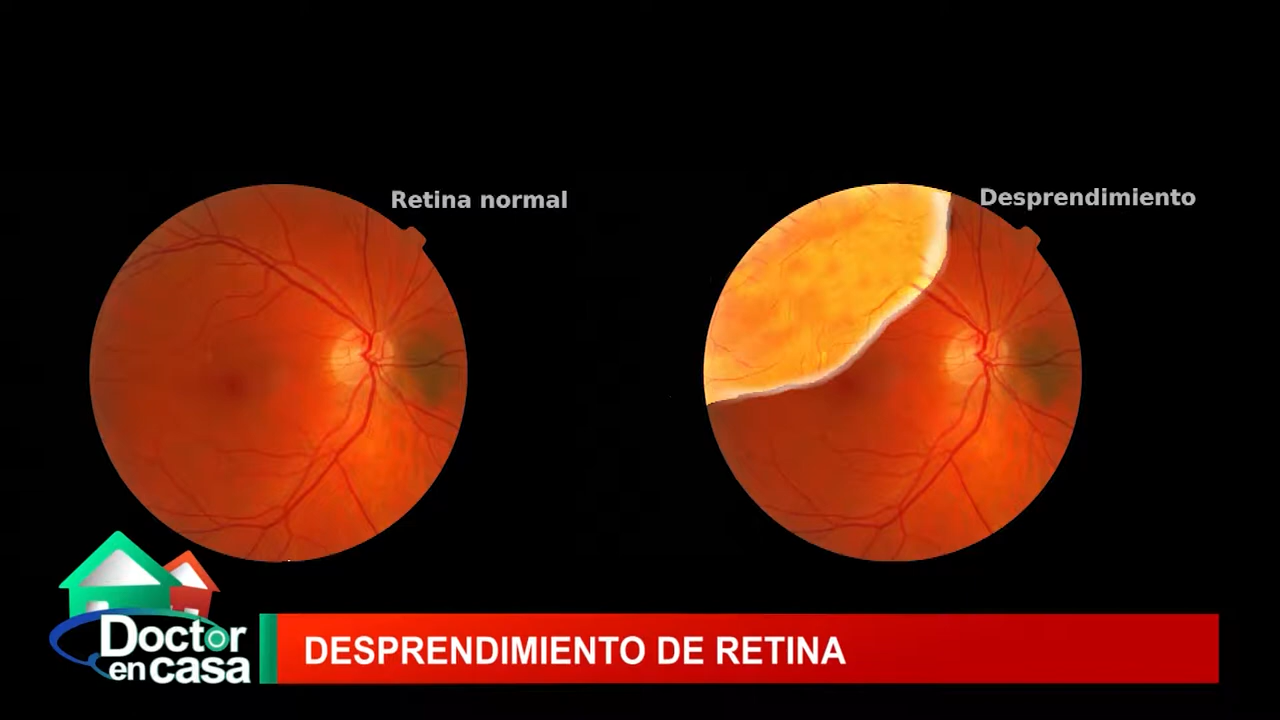 Retina normal
Desprendimiento
Doctor
en casa
DESPRENDIMIENTO DE RETINA